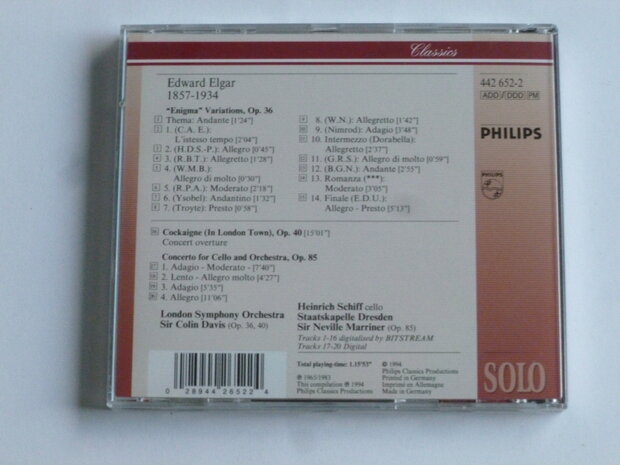 Classics
Edward Elgar
1857-1934
442 652-2
ADD / DDD PM
PHILIPS
"Enigma" Variations, Op. 36
1 Thema: Andante [1'24"]
2 1. (C.A.E.):
L'istesso tempo [2'04"]
3 2. (H.D.S.-P.): Allegro [0'45"]
4 3. (R.B.T.): Allegretto [1'28"]
5 4. (W.M.B.):
Allegro di molto [0'30"]
6 5. (R.P.A.): Moderato [2'18"]
7 6. (Ysobel): Andantino [1'32"]
8 7. (Troyte): Presto [0'58"]
9 8. (W.N.): Allegretto [1'42"]
10 9. (Nimrod): Adagio [3'48"]
11 10. Intermezzo (Dorabella):
Allegretto [2'37"]
12 11. (G.R.S.): Allegro di molto [0'59"]
13 12. (B.G.N.): Andante [2'55"]
14 13. Romanza (***):
Moderato [3'05"]
15 14. Finale (E.D.U.):
Allegro - Presto [5'13"]
16 Cockaigne (In London Town), Op. 40 [15'01"]
Concert overture
Concerto for Cello and Orchestra, Op. 85
17 1. Adagio - Moderato - [7'40"]
18 2. Lento - Allegro molto [4'27"]
19 3. Adagio [5'35"]
20 4. Allegro [11'06"]
London Symphony Orchestra
Sir Colin Davis (Op. 36, 40)
Heinrich Schiff cello
Staatskapelle Dresden
Sir Neville Marriner (Op. 85)
Tracks 1-16 digitalised by BITSTREAM
Tracks 17-20 Digital
0 28944 26522 4
Total playing-time: 1.15'53"
℗ 1965/1983
This compilation ℗ 1994
Philips Classics Productions
© 1994
Philips Classics Productions
Printed in Germany
Imprimé en Allemagne
Made in Germany
SOLO